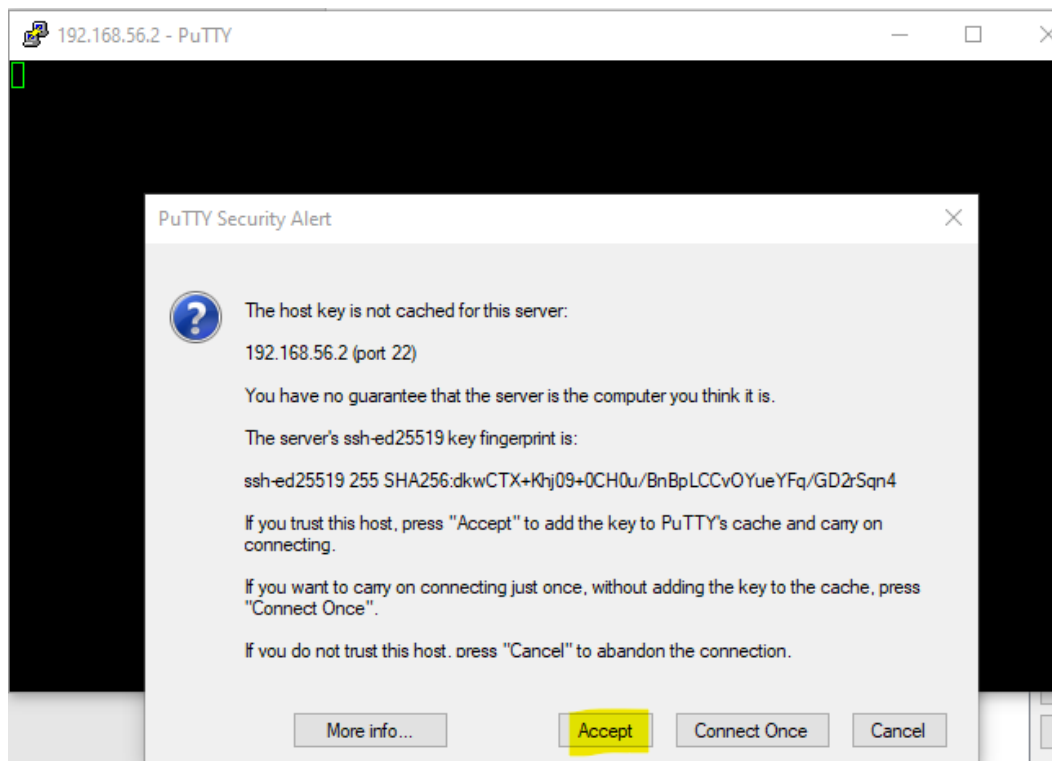 192.168.56.2 - PuTTY
PuTTY Security Alert
The host key is not cached for this server:
192.168.56.2 (port 22)
You have no guarantee that the server is the computer you think it is.
The server's ssh-ed25519 key fingerprint is:
ssh-ed25519 255 SHA256:dkwCTX+Khj09+0CH0u/BnBpLCCvOYueYFq/GD2rSqn4
If you trust this host, press "Accept" to add the key to PuTTY's cache and carry on
connecting.
If you want to carry on connecting just once, without adding the key to the cache, press
"Connect Once".
If you do not trust this host, press "Cancel" to abandon the connection.
More info...
Accept
Connect Once
Cancel